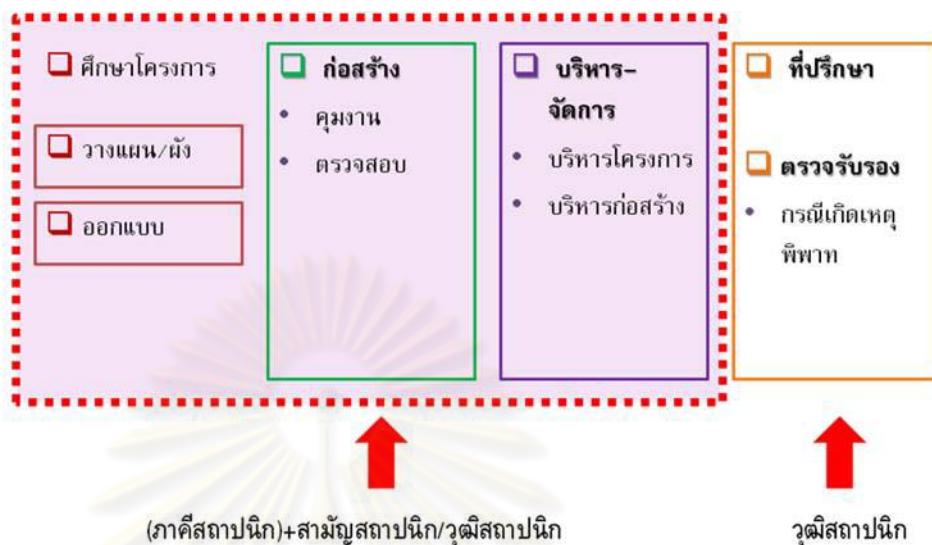 ศึกษาโครงการ
วางแผน/ผัง
ออกแบบ
ก่อสร้าง
• คุมงาน
• ตรวจสอบ
บริหาร-
จัดการ
• บริหารโครงการ
• บริหารก่อสร้าง
ที่ปรึกษา
ตรวจรับรอง
• กรณีเกิดเหตุ
พิพาท
(ภาคีสถาปนิก)+สามัญสถาปนิก/วุฒิสถาปนิก
วุฒิสถาปนิก